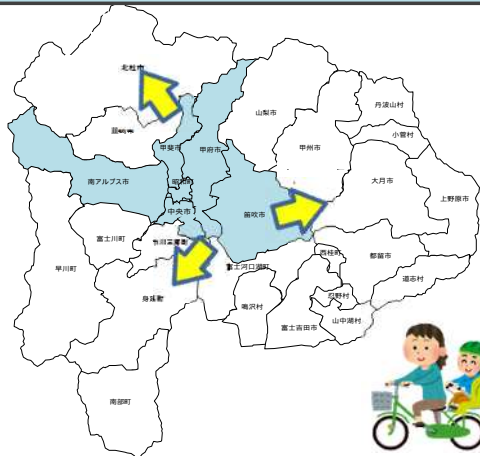 北杜市
韮崎市
山梨市
丹波山村
小菅村
甲斐市
甲府市
甲州市
大月市
南アルプス市
昭和町
上野原市
中央市
笛吹市
富士川町
市川三郷町
早川町
西桂町
都留市
富士河口湖町
道志村
身延町
鳴沢村
忍野村
山中湖村
富士吉田市
南部町